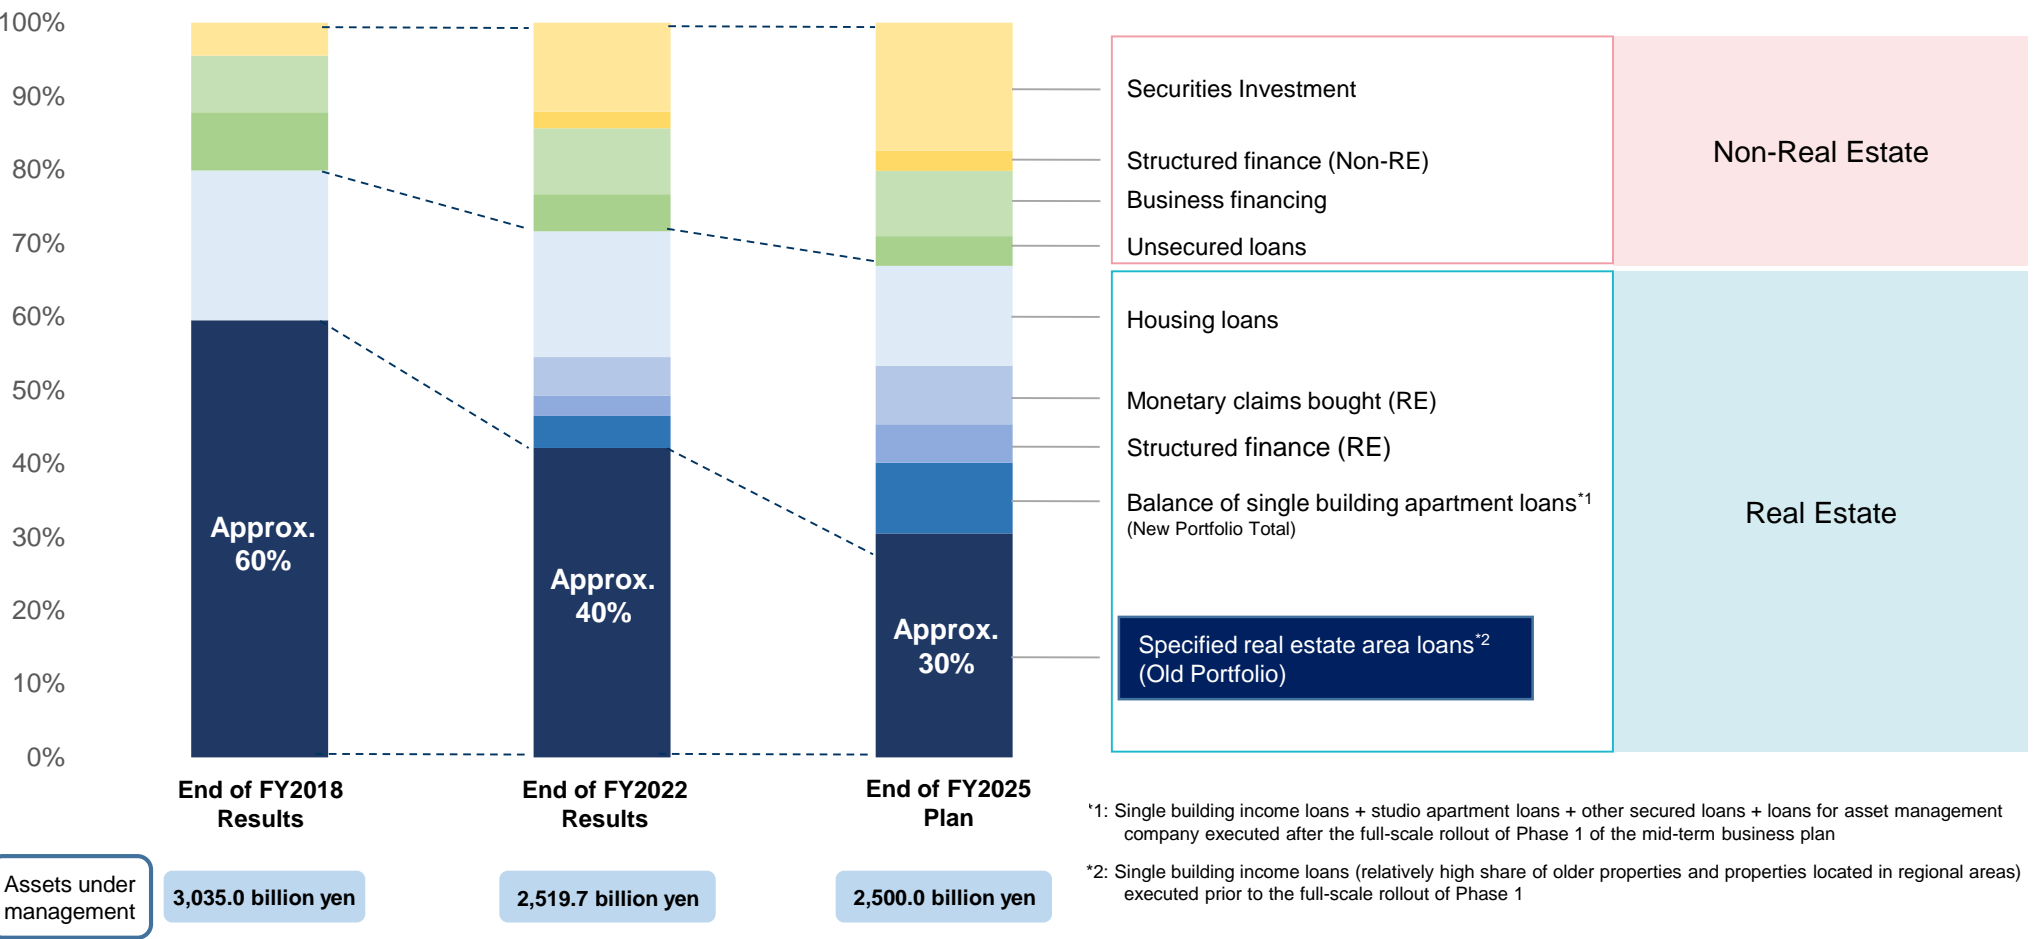 100%
90%
80%
70%
60%
50%
40%
30%
20%
10%
0%
Approx.
60%
Approx.
40%
Approx.
30%
End of FY2018
Results
End of FY2022
Results
End of FY2025
Plan
Assets under
management
3,035.0 billion yen
2,519.7 billion yen
2,500.0 billion yen
Securities Investment
Structured finance (Non-RE)
Business financing
Unsecured loans
Non-Real Estate
Housing loans
Monetary claims bought (RE)
Structured finance (RE)
Balance of single building apartment loans*1
(New Portfolio Total)
Specified real estate area loans*2
(Old Portfolio)
Real Estate
*1: Single building income loans + studio apartment loans + other secured loans + loans for asset management
company executed after the full-scale rollout of Phase 1 of the mid-term business plan
*2: Single building income loans (relatively high share of older properties and properties located in regional areas)
executed prior to the full-scale rollout of Phase 1